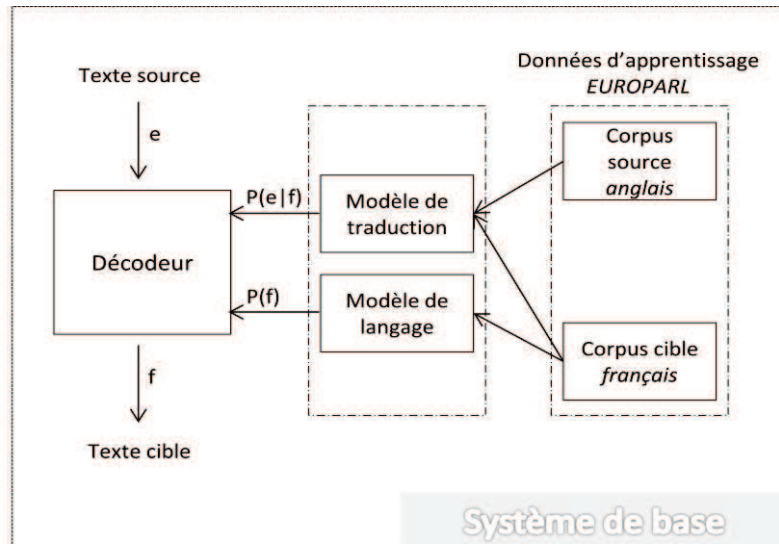 Texte source
e
Décodeur
f
Texte cible
P(e|f)
P(f)
Modèle de
traduction
Modèle de
langage
Données d'apprentissage
EUROPARL
Corpus
source
anglais
Corpus cible
français
Système de base